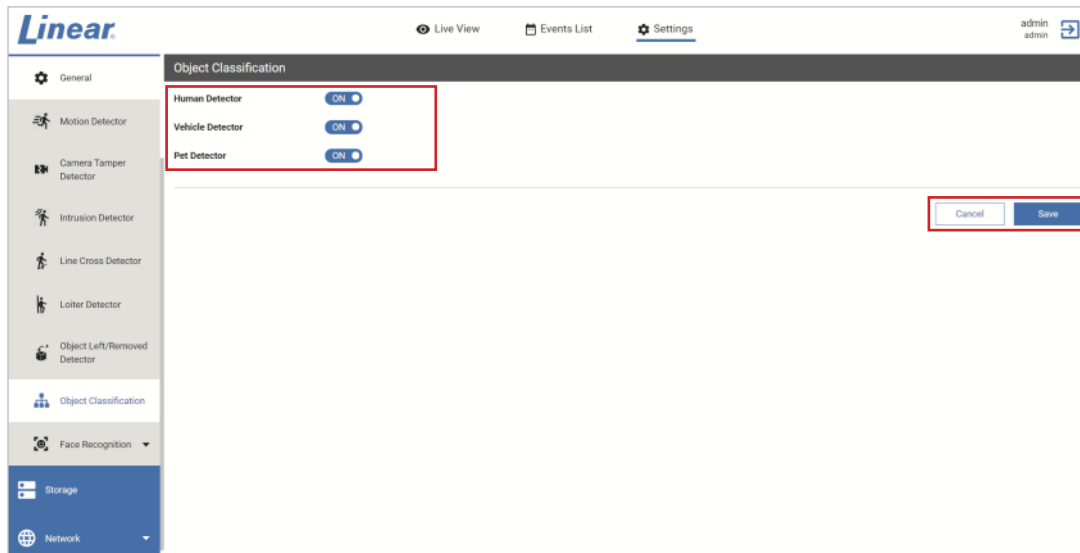 Linear
Live View
Events List
Settings
admin
admin
General
Motion Detector
Camera Tamper
Detector
Intrusion Detector
Line Cross Detector
Loiter Detector
Object Left/Removed
Detector
Object Classification
Face Recognition
Storage
Network
Object Classification
Human Detector ON
Vehicle Detector ON
Pet Detector ON
Cancel
Save